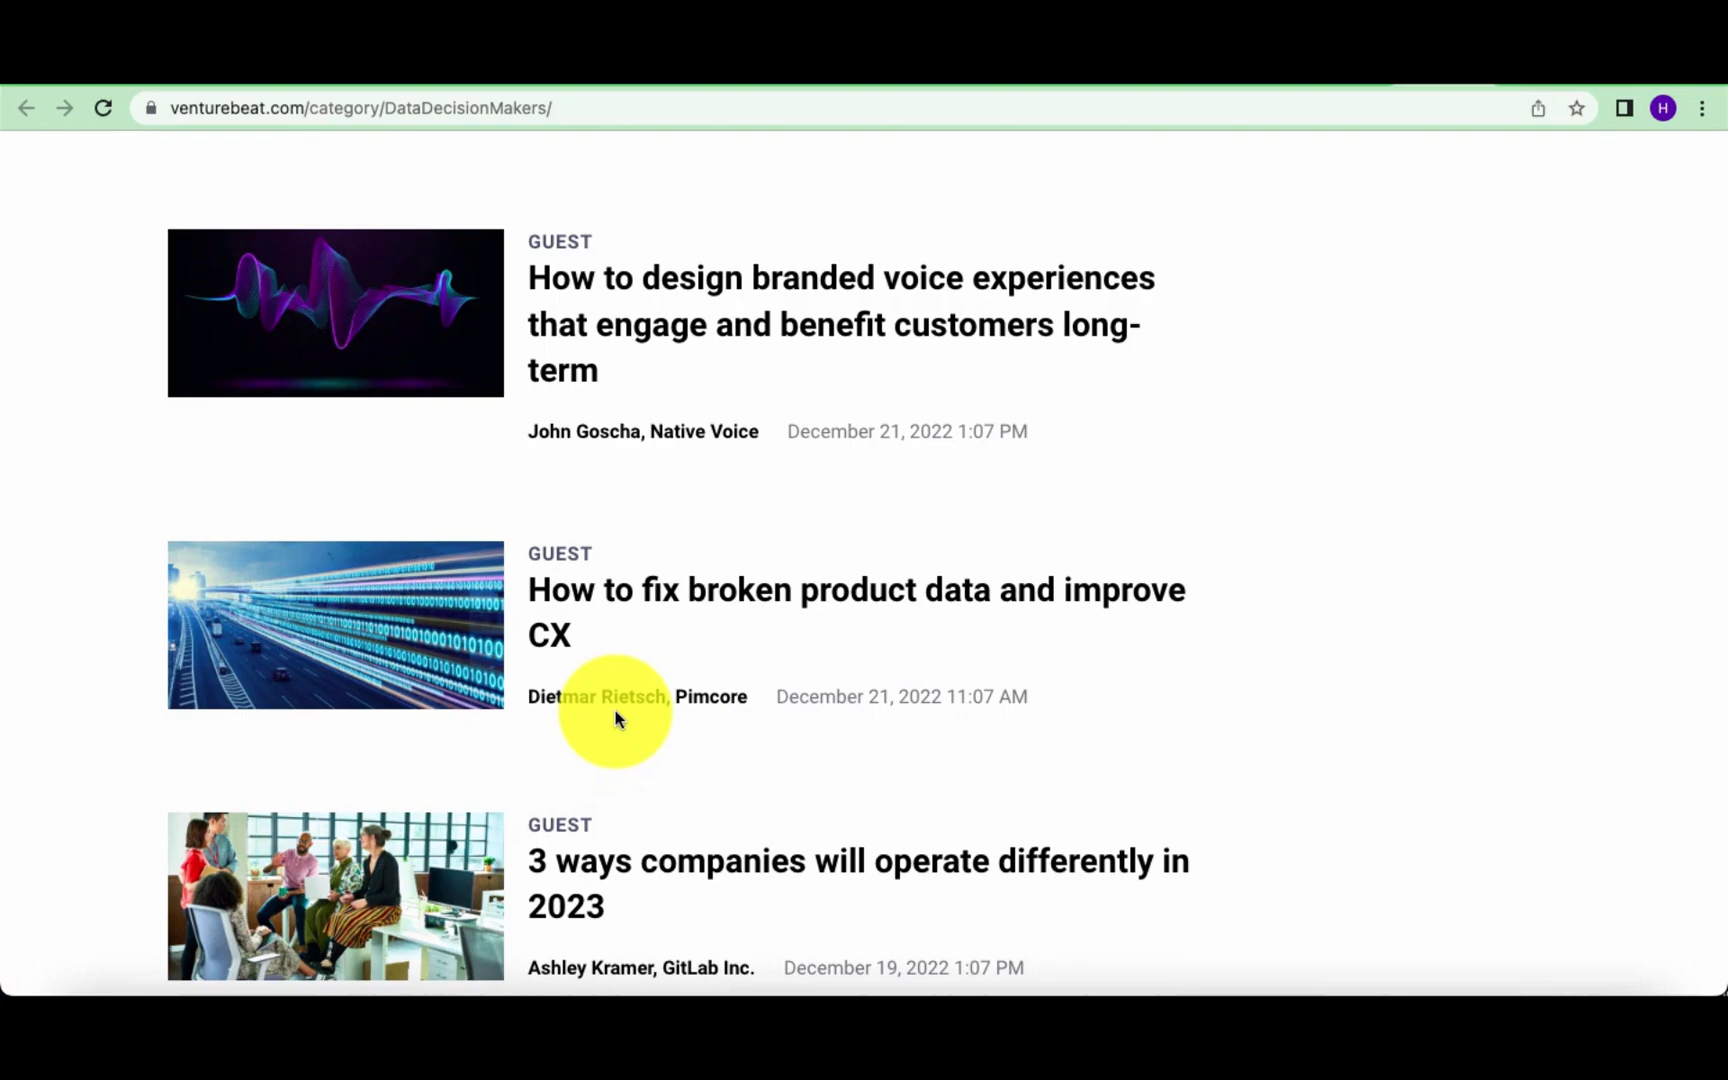 venturebeat.com/category/DataDecisionMakers/
H
GUEST
How to design branded voice experiences
that engage and benefit customers long-
term
John Goscha, Native Voice December 21, 2022 1:07 PM
GUEST
How to fix broken product data and improve
CX
Dietmar Rietsch, Pimcore December 21, 2022 11:07 AM
GUEST
3 ways companies will operate differently in
2023
Ashley Kramer, GitLab Inc. December 19, 2022 1:07 PM